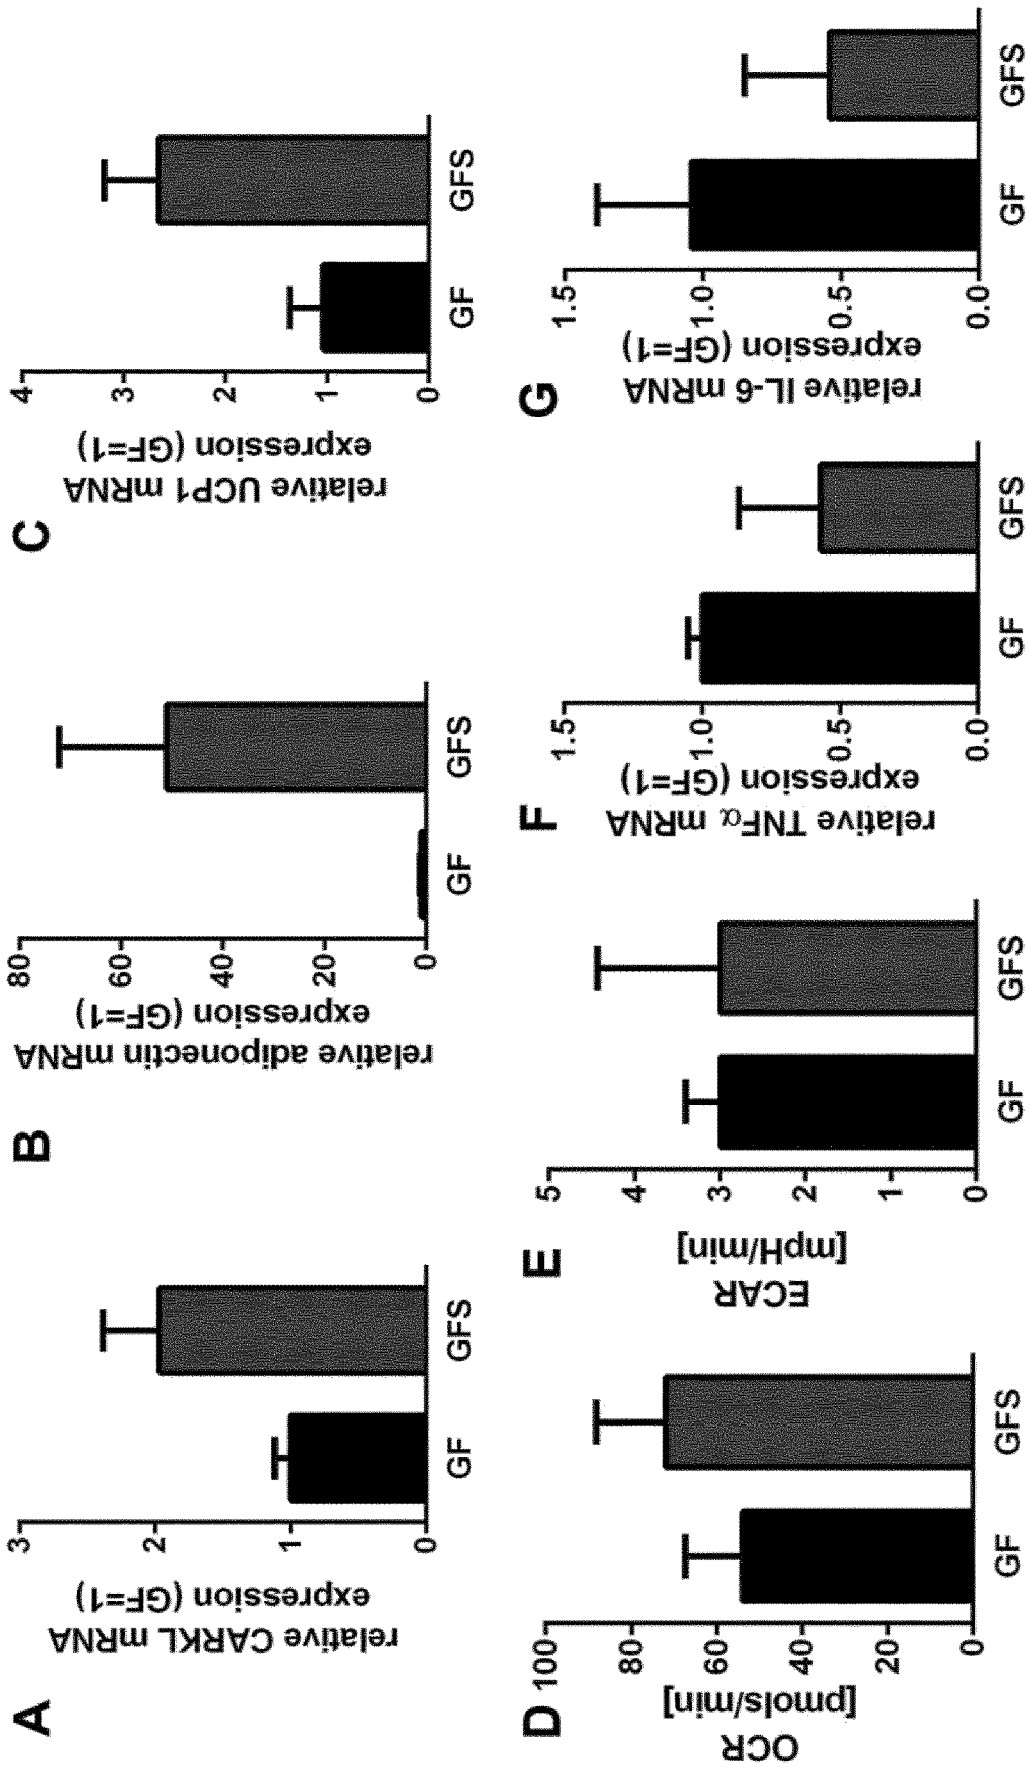 A
relative CARKL mRNA
expression (GF=1)
3
2
1
0
GF
GFS
B
relative adiponectin mRNA
expression (GF=1)
80
60
40
20
0
GF
GFS
C
relative UCP1 mRNA
expression (GF=1)
4
3
2
1
0
GF
GFS
D
OCR
[pmols/min]
100
80
60
40
20
0
GF
GFS
E
ECAR
[mpH/min]
5
4
3
2
1
0
GF
GFS
F
relative TNFα mRNA
expression (GF=1)
1.5
1.0
0.5
0.0
GF
GFS
G
relative IL-6 mRNA
expression (GF=1)
1.5
1.0
0.5
0.0
GF
GFS